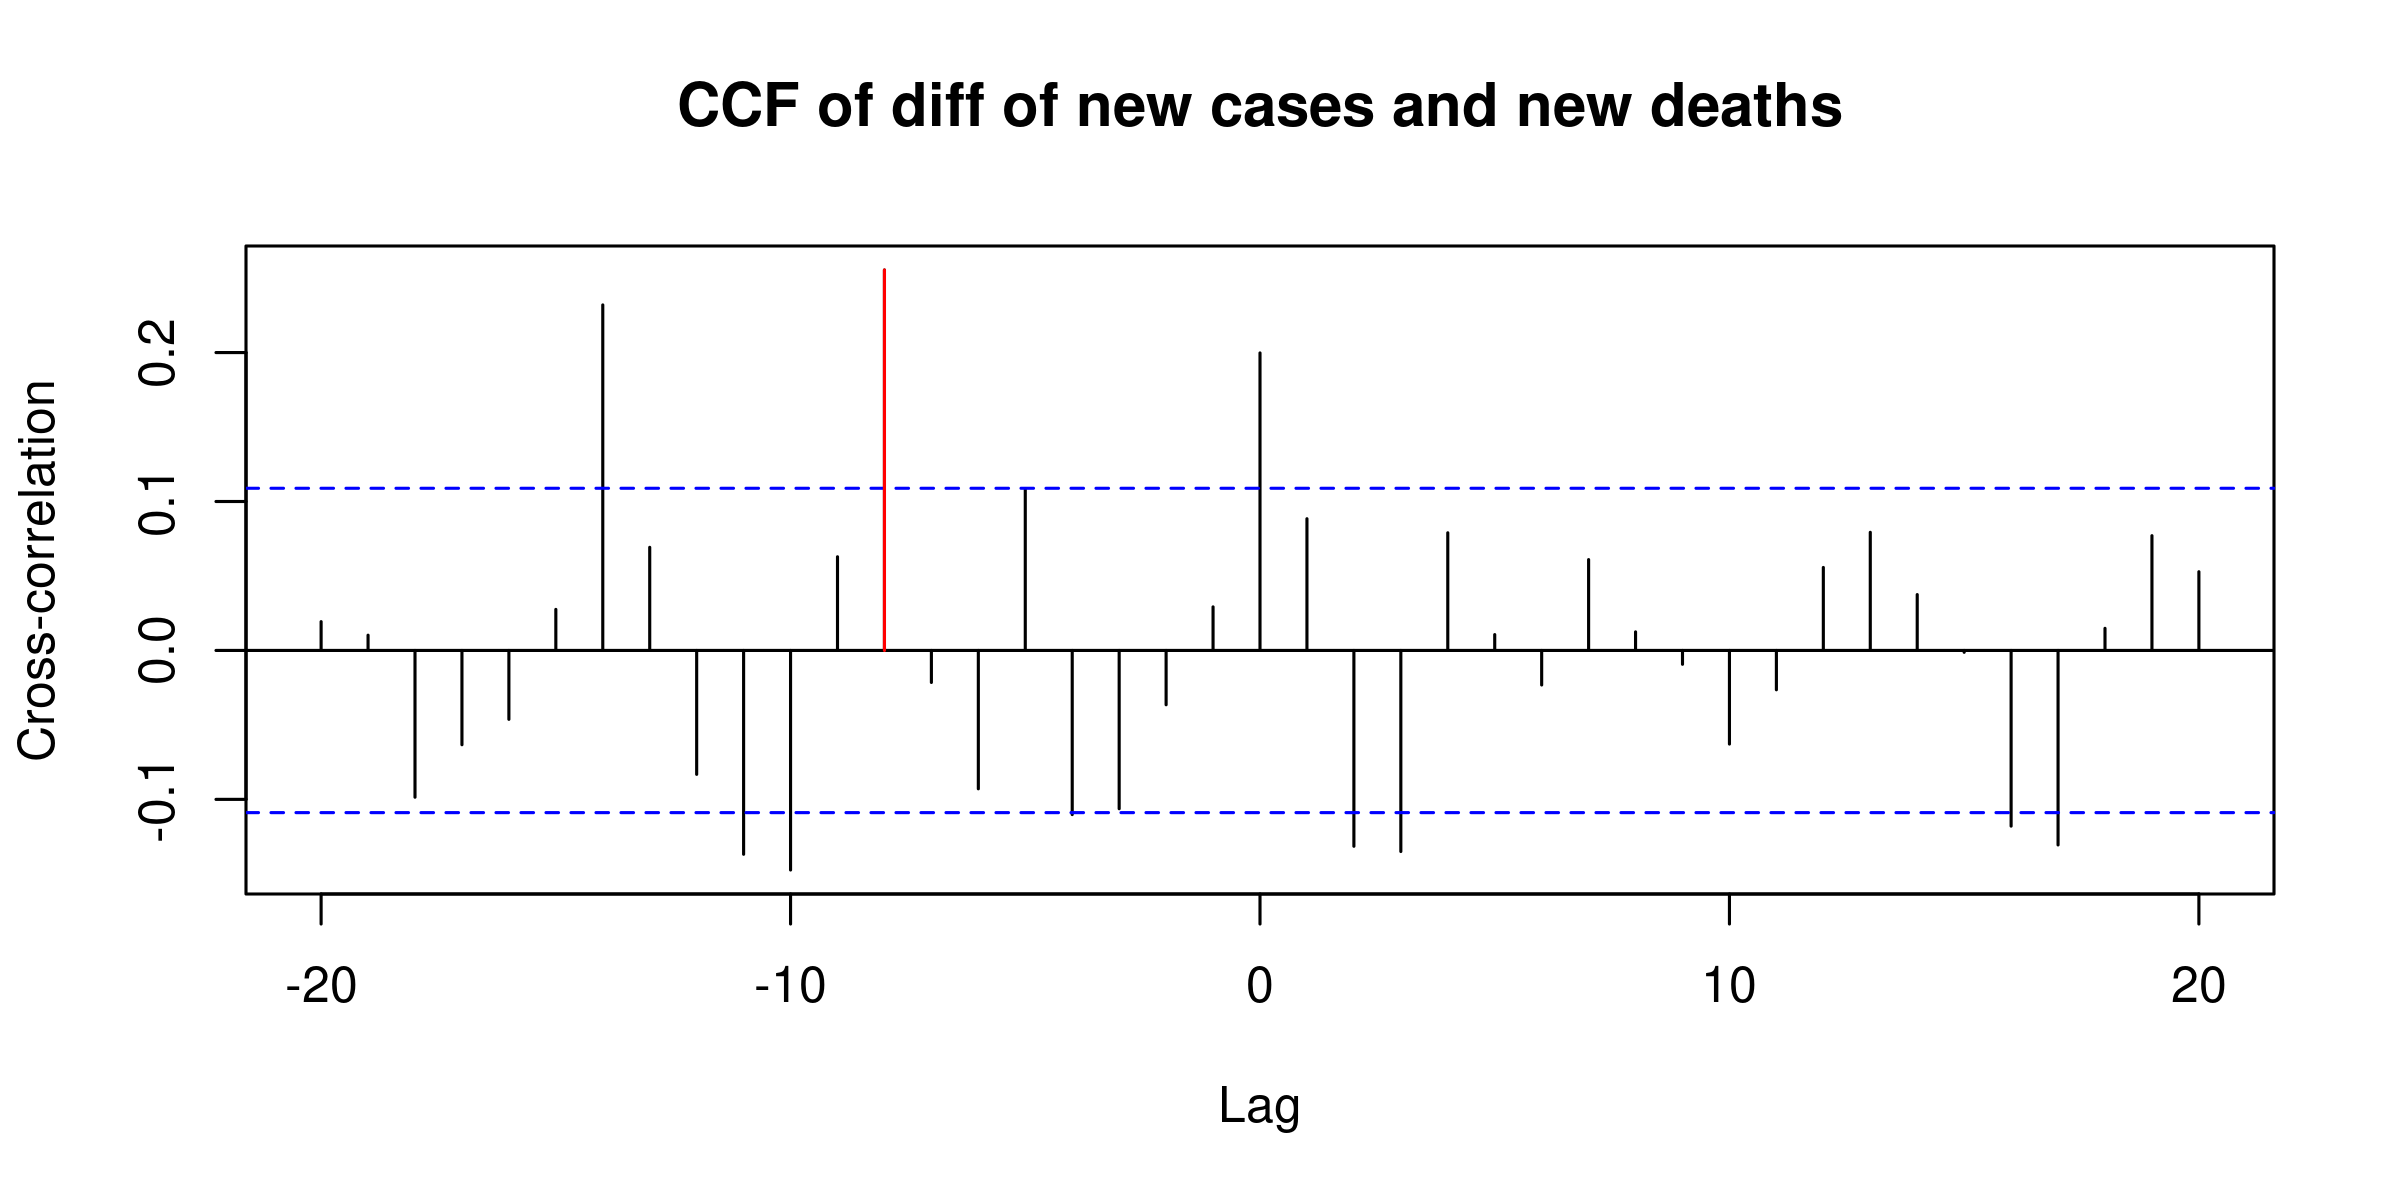 CCF of diff of new cases and new deaths
Cross-correlation
0.2
0.1
0.0
-0.1
-20 -10 0 10 20
Lag